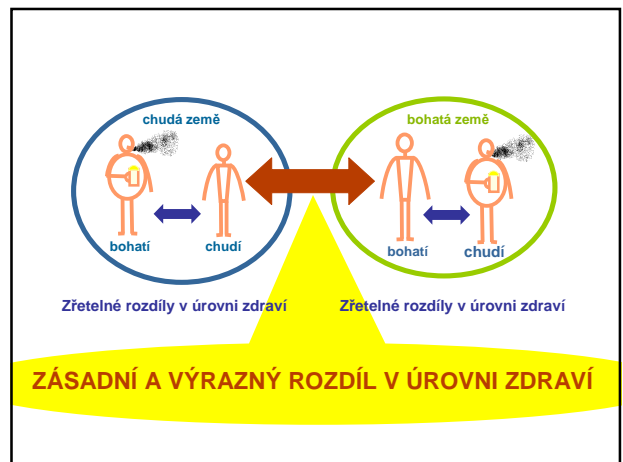 chudá země
bohatí
chudí
bohatá země
bohatí
chudí
Zřetelné rozdíly v úrovni zdraví
Zřetelné rozdíly v úrovni zdraví
ZÁSADNÍ A VÝRAZNÝ ROZDÍL V ÚROVNI ZDRAVÍ